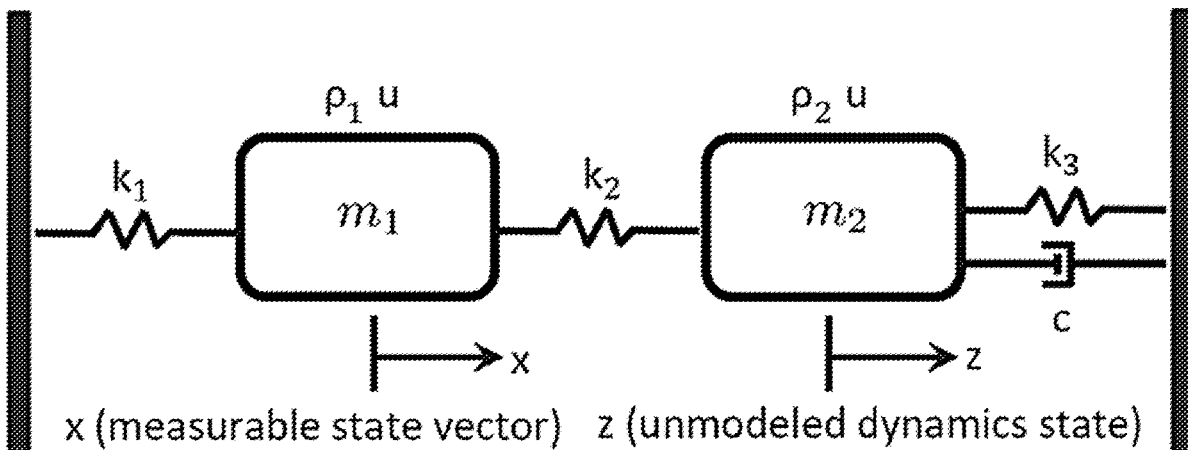 ρ₁ u ρ₂ u
k₁ k₂ k₃
m₁ m₂
c
x z
x (measurable state vector) z (unmodeled dynamics state)